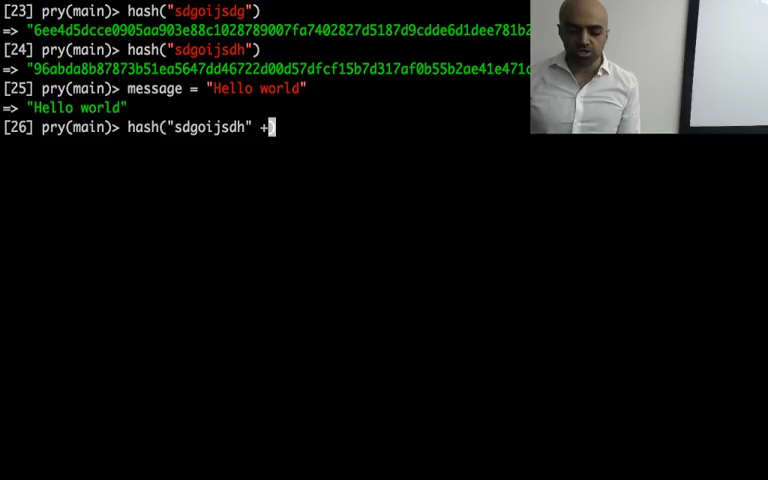 [23] pry(main)> hash("sdgoijsdg")
=> "6ee4d5dcce0905aa903e88c1028789007fa7402827d5187d9cdde6d1dee781b2
[24] pry(main)> hash("sdgoijsdh")
=> "96abda8b87873b51ea5647dd46722d00d57dfcf15b7d317af0b55b2ae41e471c
[25] pry(main)> message = "Hello world"
=> "Hello world"
[26] pry(main)> hash("sdgoijsdh" +)